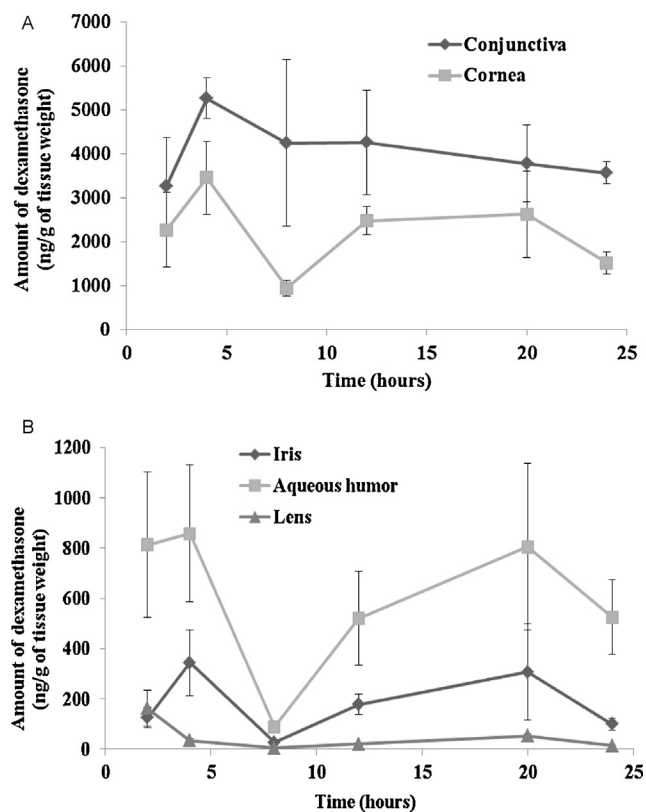 A
7000
6000
5000
4000
3000
2000
1000
0
Amount of dexamethasone
(ng/g of tissue weight)
Conjunctiva
Cornea
0 5 10 15 20 25
Time (hours)
B
1200
1000
800
600
400
200
0
Amount of dexamethasone
(ng/g of tissue weight)
Iris
Aqueous humor
Lens
0 5 10 15 20 25
Time (hours)